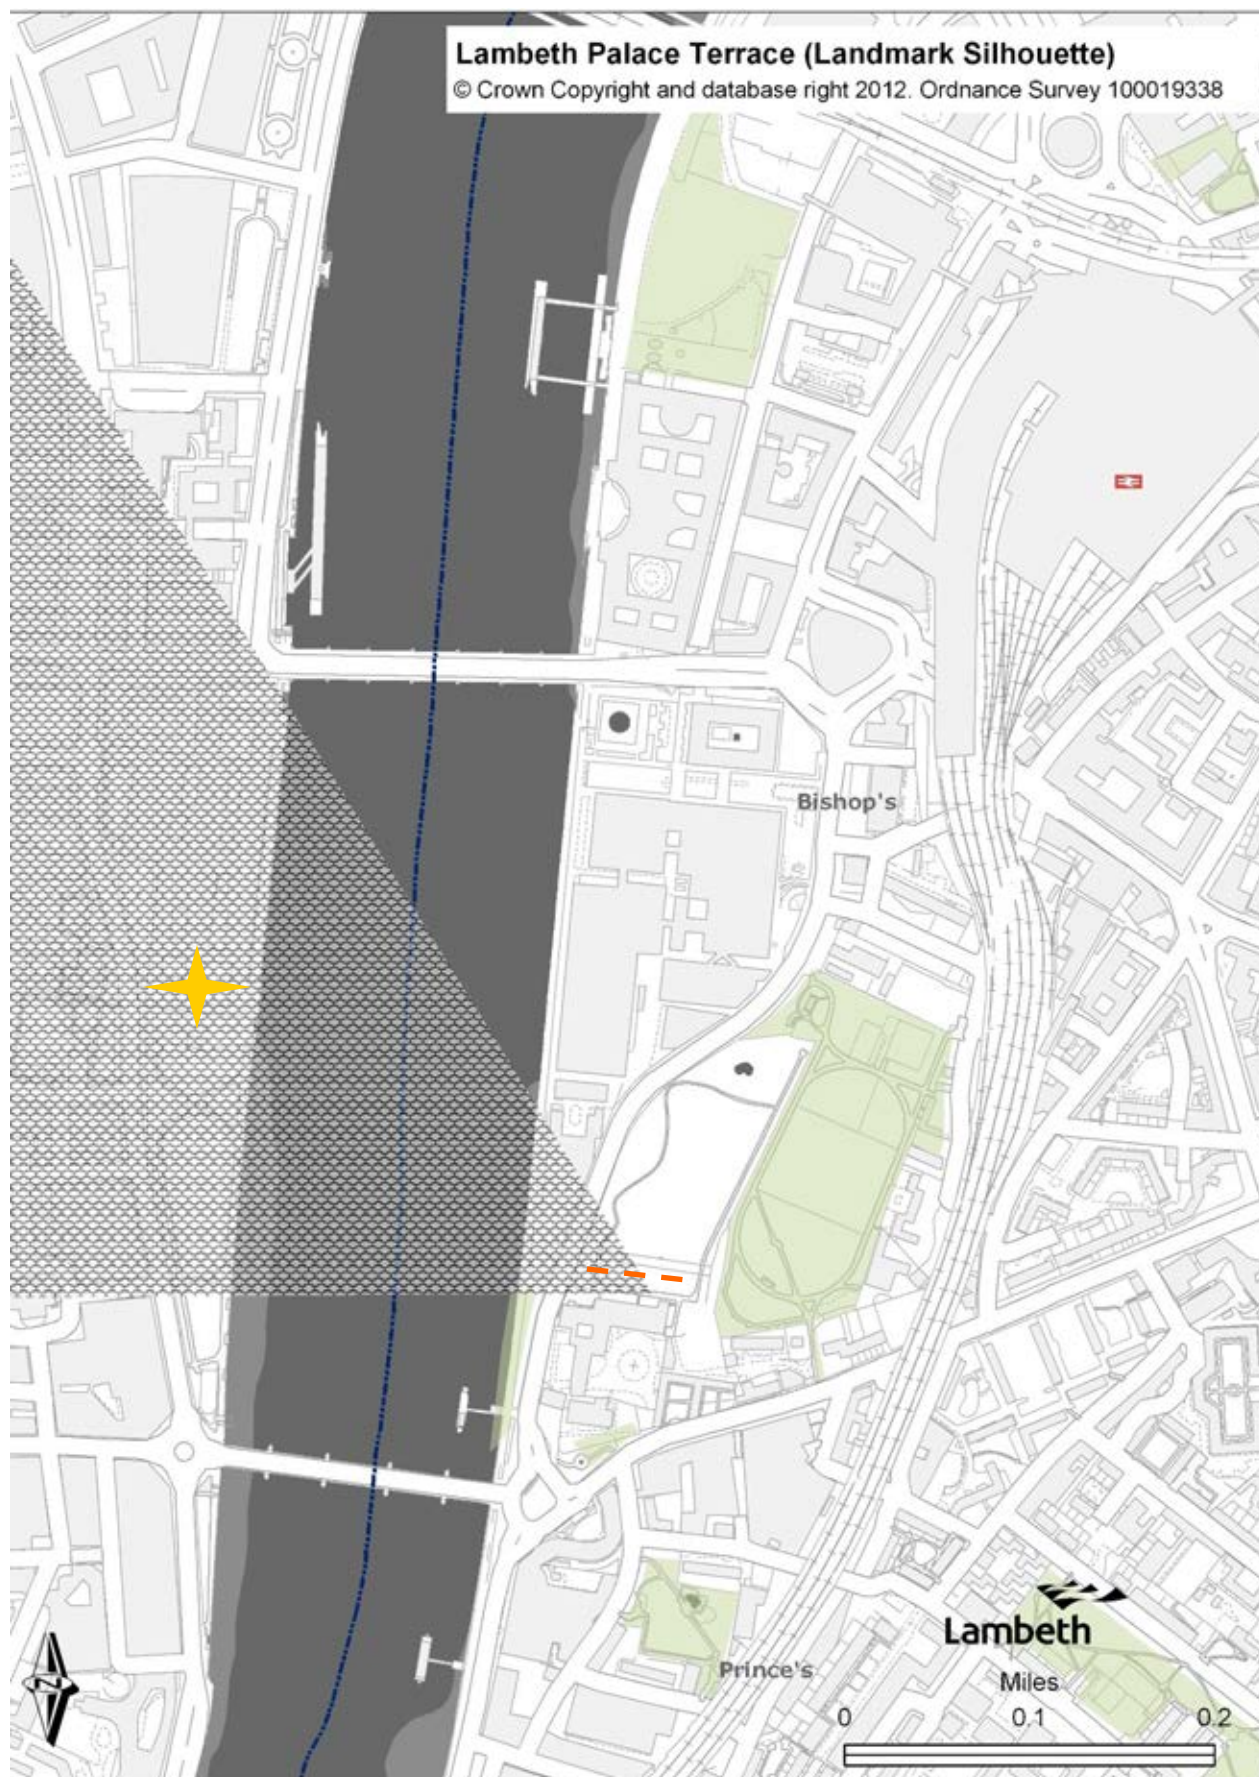 Lambeth Palace Terrace (Landmark Silhouette)
© Crown Copyright and database right 2012. Ordnance Survey 100019338
Bishop's
Lambeth
Prince's
Miles
0 0.1 0.2
N